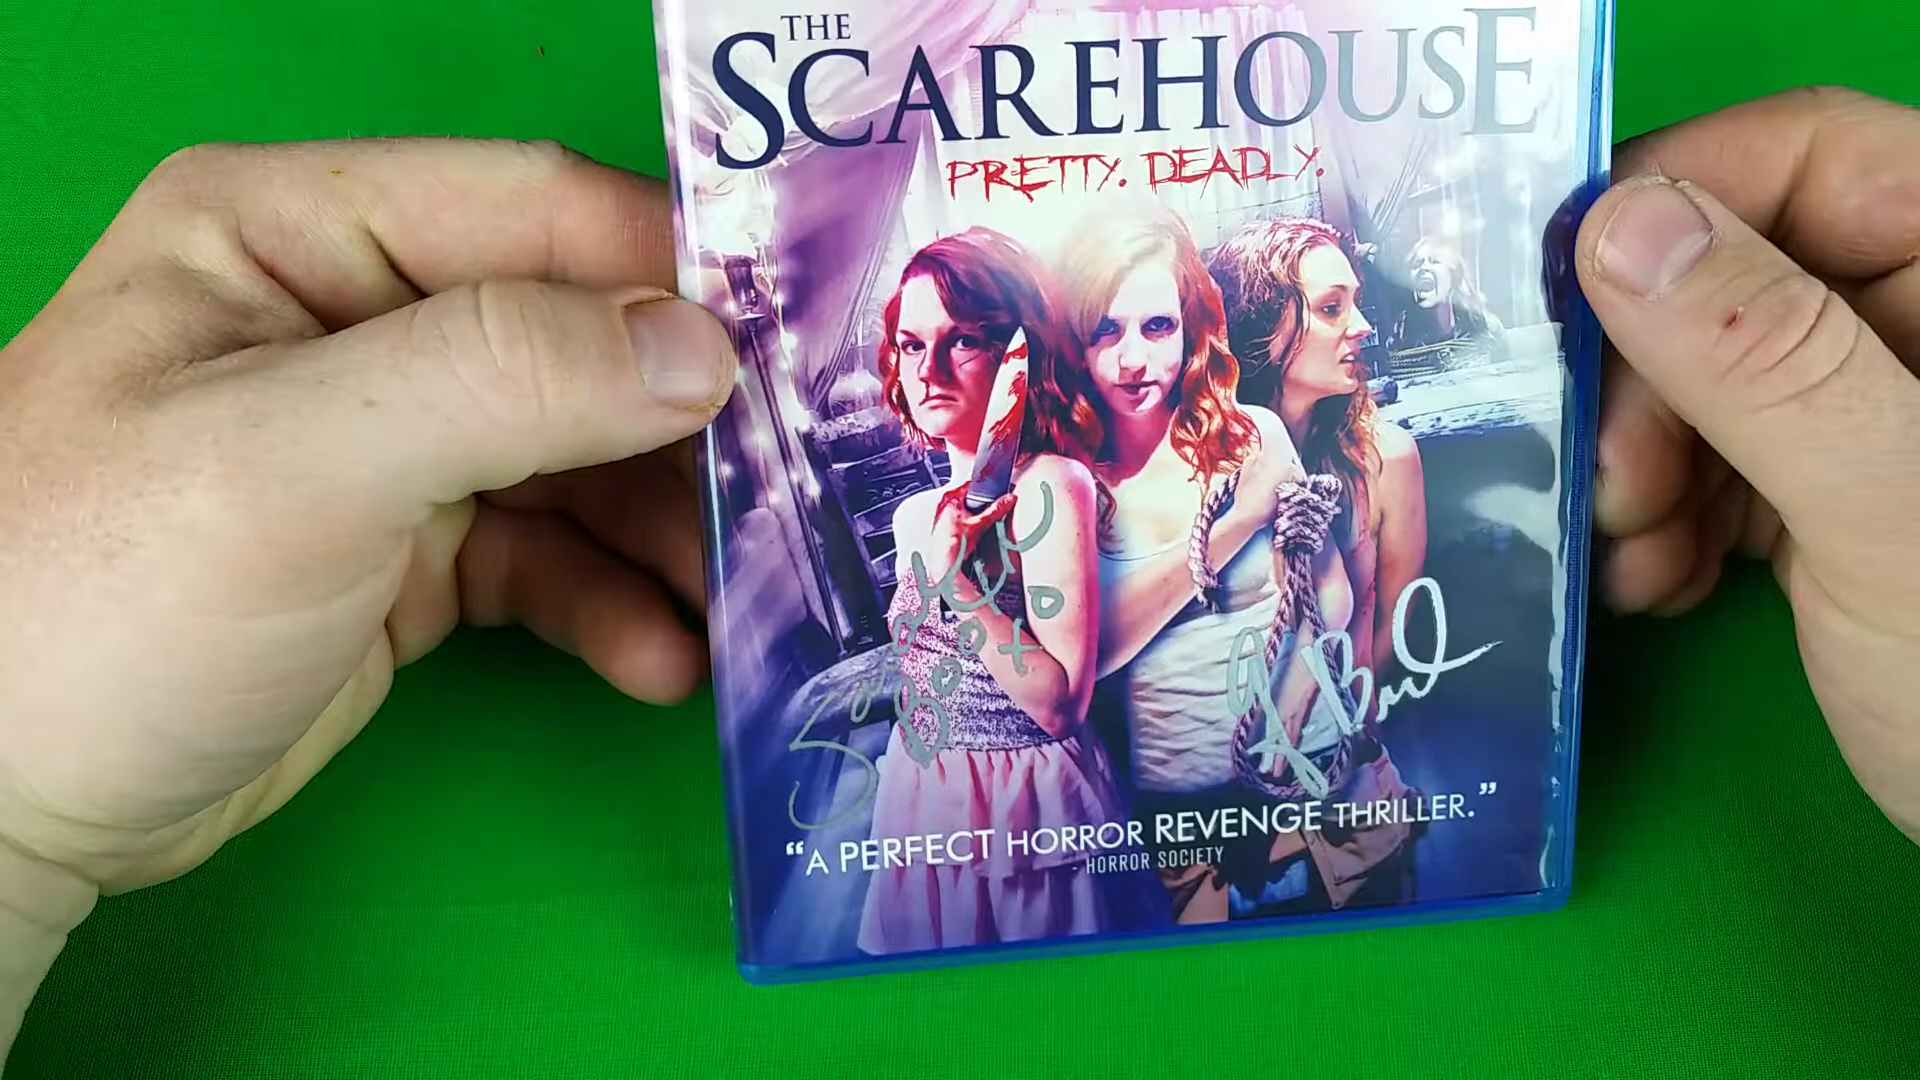 THE
SCAREHOUSE
PRETTY. DEADLY.
“A PERFECT HORROR REVENGE THRILLER.”
- HORROR SOCIETY